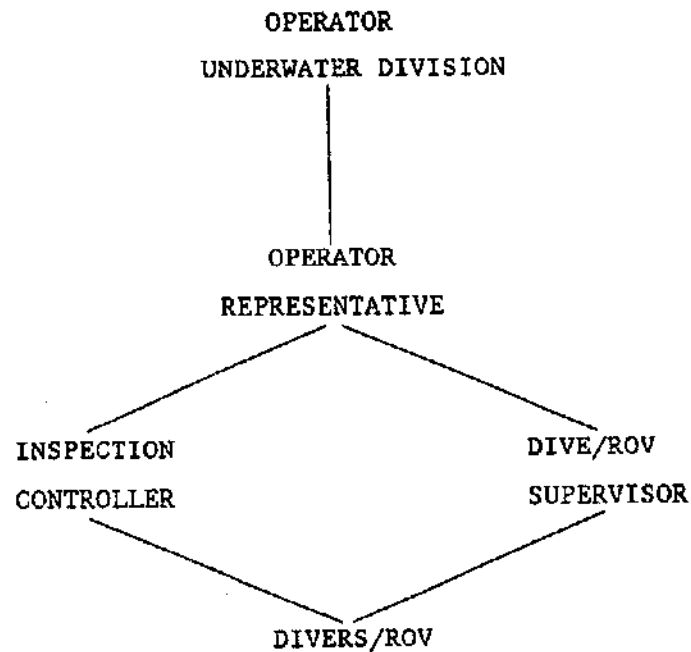 OPERATOR
UNDERWATER DIVISION
OPERATOR
REPRESENTATIVE
INSPECTION
CONTROLLER
DIVE/ROV
SUPERVISOR
DIVERS/ROV